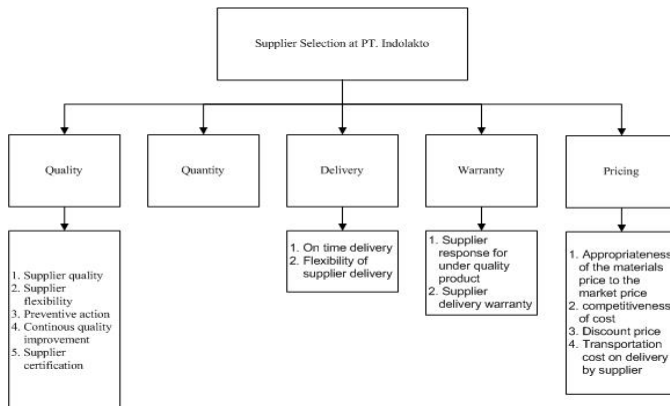 Supplier Selection at PT. Indolakto
Quality
Quantity
Delivery
Warranty
Pricing
1. Supplier quality
2. Supplier
flexibility
3. Preventive action
4. Continous quality
improvement
5. Supplier
certification
1. On time delivery
2. Flexibility of
supplier delivery
1. Supplier
response for
under quality
product
2. Supplier
delivery warranty
1. Appropriateness
of the materials
price to the
market price
2. competitiveness
of cost
3. Discount price
4. Transportation
cost on delivery
by supplier